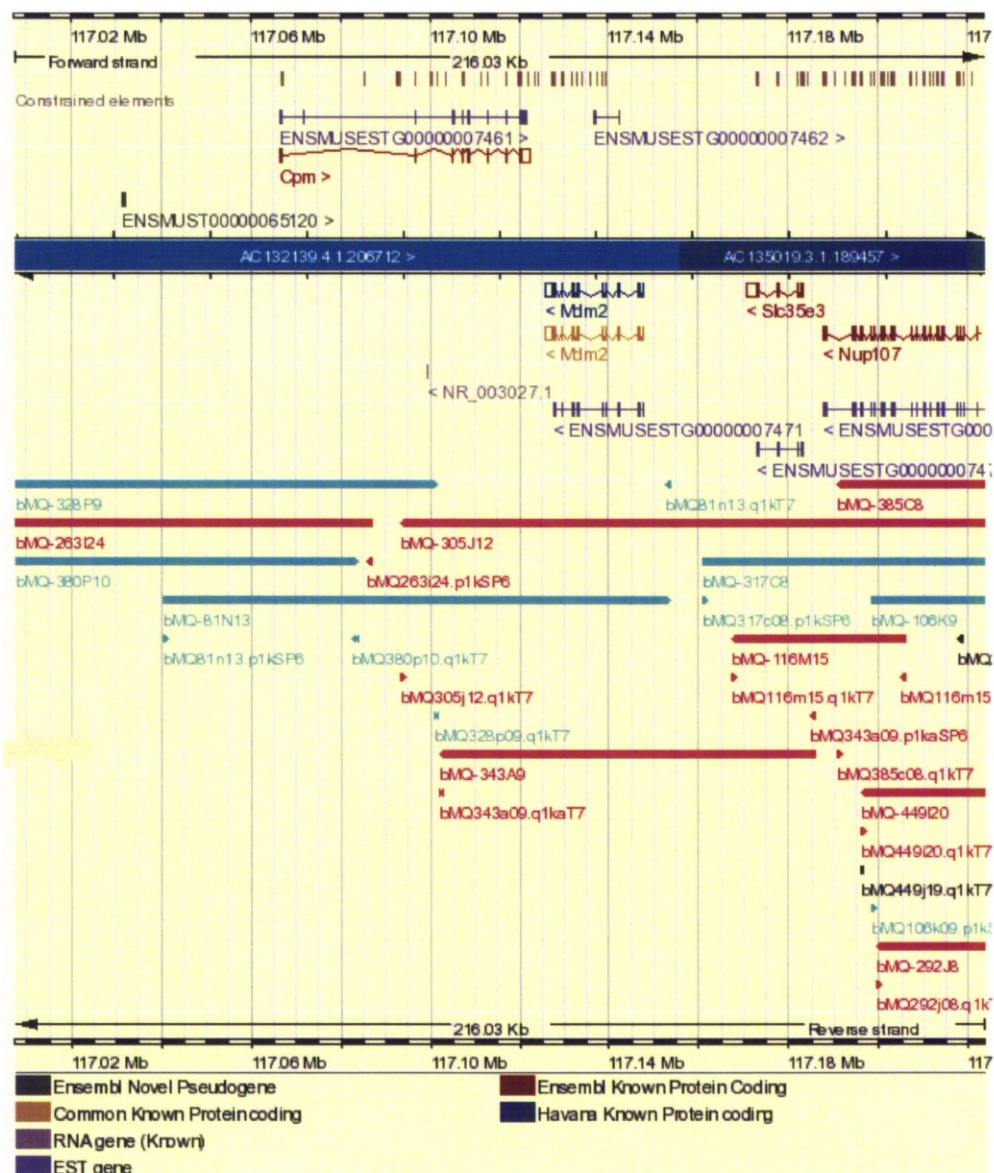 117.02 Mb 117.06 Mb 117.10 Mb 117.14 Mb 117.18 Mb 117
Forward strand 216.03 Kb
Constrained elements
ENSMUSESTG00000007461 > ENSMUSESTG00000007462 >
Cpm >
ENSMUST00000065120 >
AC132139.4.1.206712 > AC135019.3.1.189457 >
< Mdm2 < Slc35e3
< Mdm2 < Nup107
< NR_003027.1
< ENSMUSESTG00000007471 < ENSMUSESTG000
< ENSMUSESTG0000000747
bMQ-328P9 bMQ81n13.q1kT7 bMQ-385C8
bMQ-263I24 bMQ-305J12
bMQ-380P10 bMQ263i24.p1kSP6 bMQ-317C8
bMQ-81N13 bMQ317c08.p1kSP6 bMQ-106K9
bMQ81n13.p1kSP6 bMQ380p10.q1kT7 bMQ-116M15 bMQ
bMQ305j12.q1kT7 bMQ116m15.q1kT7 bMQ116m15
bMQ328p09.q1kT7 bMQ343a09.p1kaSP6
bMQ-343A9 bMQ385c08.q1kT7
bMQ343a09.q1kaT7 bMQ-449I20
bMQ449i20.q1kT7
bMQ449j19.q1kT7
bMQ106k09.p1k
bMQ-292J8
bMQ292j08.q1k
216.03 Kb Reverse strand
117.02 Mb 117.06 Mb 117.10 Mb 117.14 Mb 117.18 Mb 117
Ensembl Novel Pseudogene Ensembl Known Protein Coding
Common Known Protein coding Havana Known Protein coding
RNA gene (Known)
EST gene